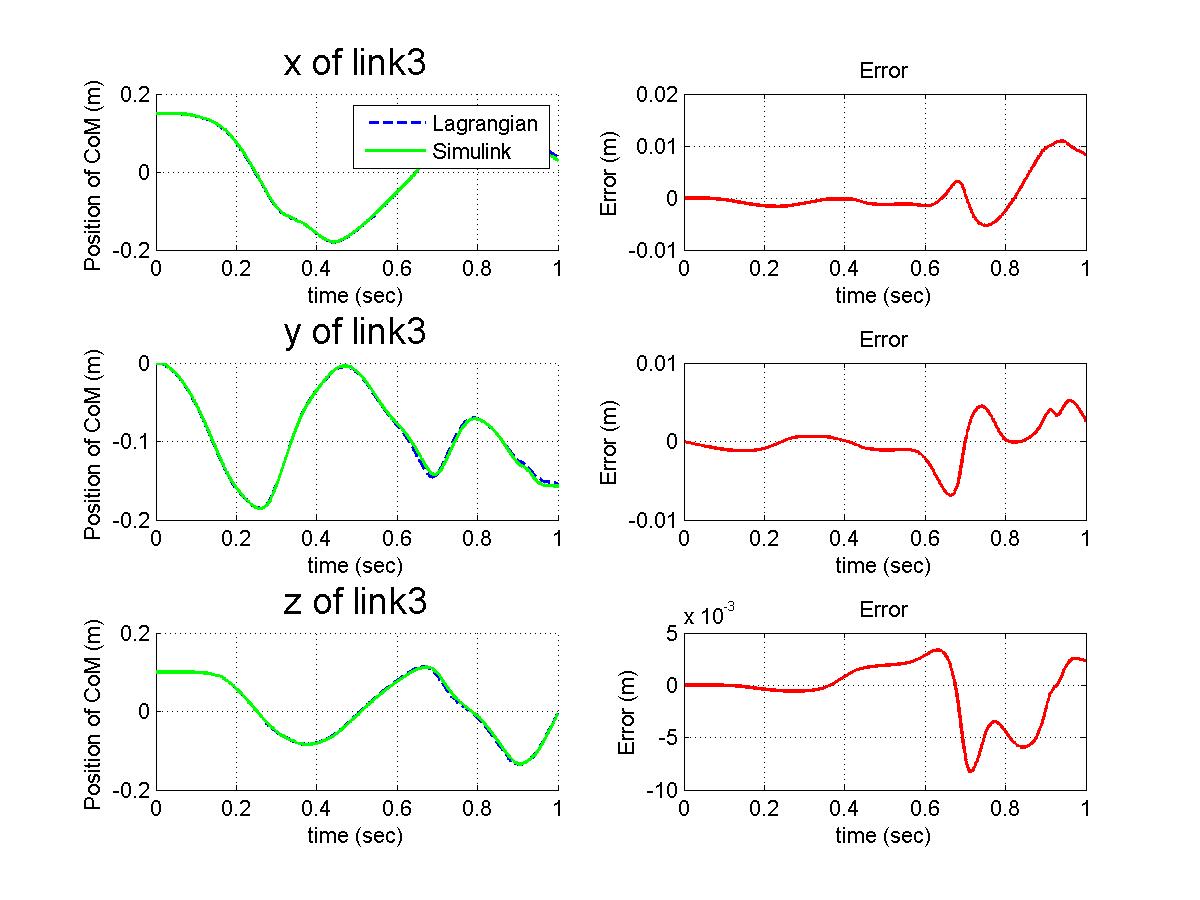 x of link3
Position of CoM (m)
0.2
0
-0.2
0 0.2 0.4 0.6 0.8 1
time (sec)
Lagrangian
Simulink
Error
Error (m)
0.02
0.01
0
-0.01
0 0.2 0.4 0.6 0.8 1
time (sec)
y of link3
Position of CoM (m)
0
-0.1
-0.2
0 0.2 0.4 0.6 0.8 1
time (sec)
Error
Error (m)
0.01
0
-0.01
0 0.2 0.4 0.6 0.8 1
time (sec)
z of link3
Position of CoM (m)
0.2
0
-0.2
0 0.2 0.4 0.6 0.8 1
time (sec)
Error
x 10⁻³
Error (m)
5
0
-5
-10
0 0.2 0.4 0.6 0.8 1
time (sec)